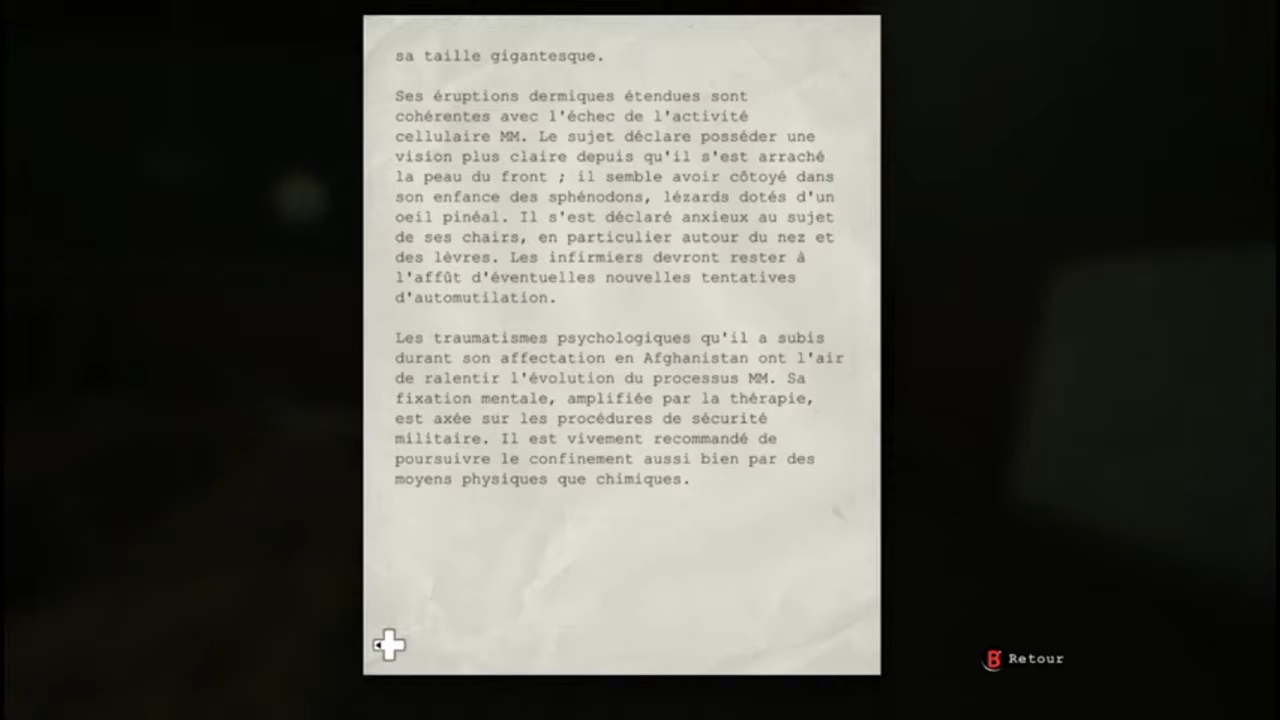 sa taille gigantesque.
Ses éruptions dermiques étendues sont
cohérentes avec l'échec de l'activité
cellulaire MM. Le sujet déclare posséder une
vision plus claire depuis qu'il s'est arraché
la peau du front ; il semble avoir côtoyé dans
son enfance des sphénodons, lézards dotés d'un
oeil pinéal. Il s'est déclaré anxieux au sujet
de ses chairs, en particulier autour du nez et
des lèvres. Les infirmiers devront rester à
l'affût d'éventuelles nouvelles tentatives
d'automutilation.
Les traumatismes psychologiques qu'il a subis
durant son affectation en Afghanistan ont l'air
de ralentir l'évolution du processus MM. Sa
fixation mentale, amplifiée par la thérapie,
est axée sur les procédures de sécurité
militaire. Il est vivement recommandé de
poursuivre le confinement aussi bien par des
moyens physiques que chimiques.
B Retour